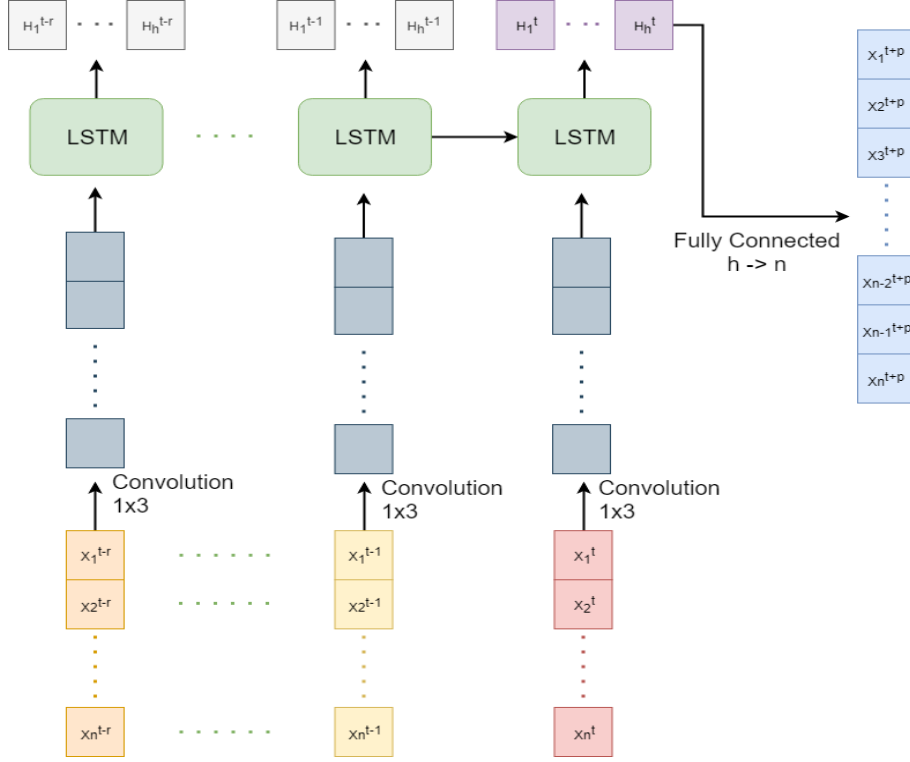 H₁ᵗ⁻ʳ Hₕᵗ⁻ʳ H₁ᵗ⁻¹ Hₕᵗ⁻¹ H₁ᵗ Hₕᵗ
X₁ᵗ⁺ᵖ
X₂ᵗ⁺ᵖ
X₃ᵗ⁺ᵖ
LSTM LSTM LSTM
Fully Connected
h -> n
Xₙ₋₂ᵗ⁺ᵖ
Xₙ₋₁ᵗ⁺ᵖ
Xₙᵗ⁺ᵖ
Convolution
1x3
Convolution
1x3
Convolution
1x3
X₁ᵗ⁻ʳ X₁ᵗ⁻¹ X₁ᵗ
X₂ᵗ⁻ʳ X₂ᵗ⁻¹ X₂ᵗ
Xₙᵗ⁻ʳ Xₙᵗ⁻¹ Xₙᵗ